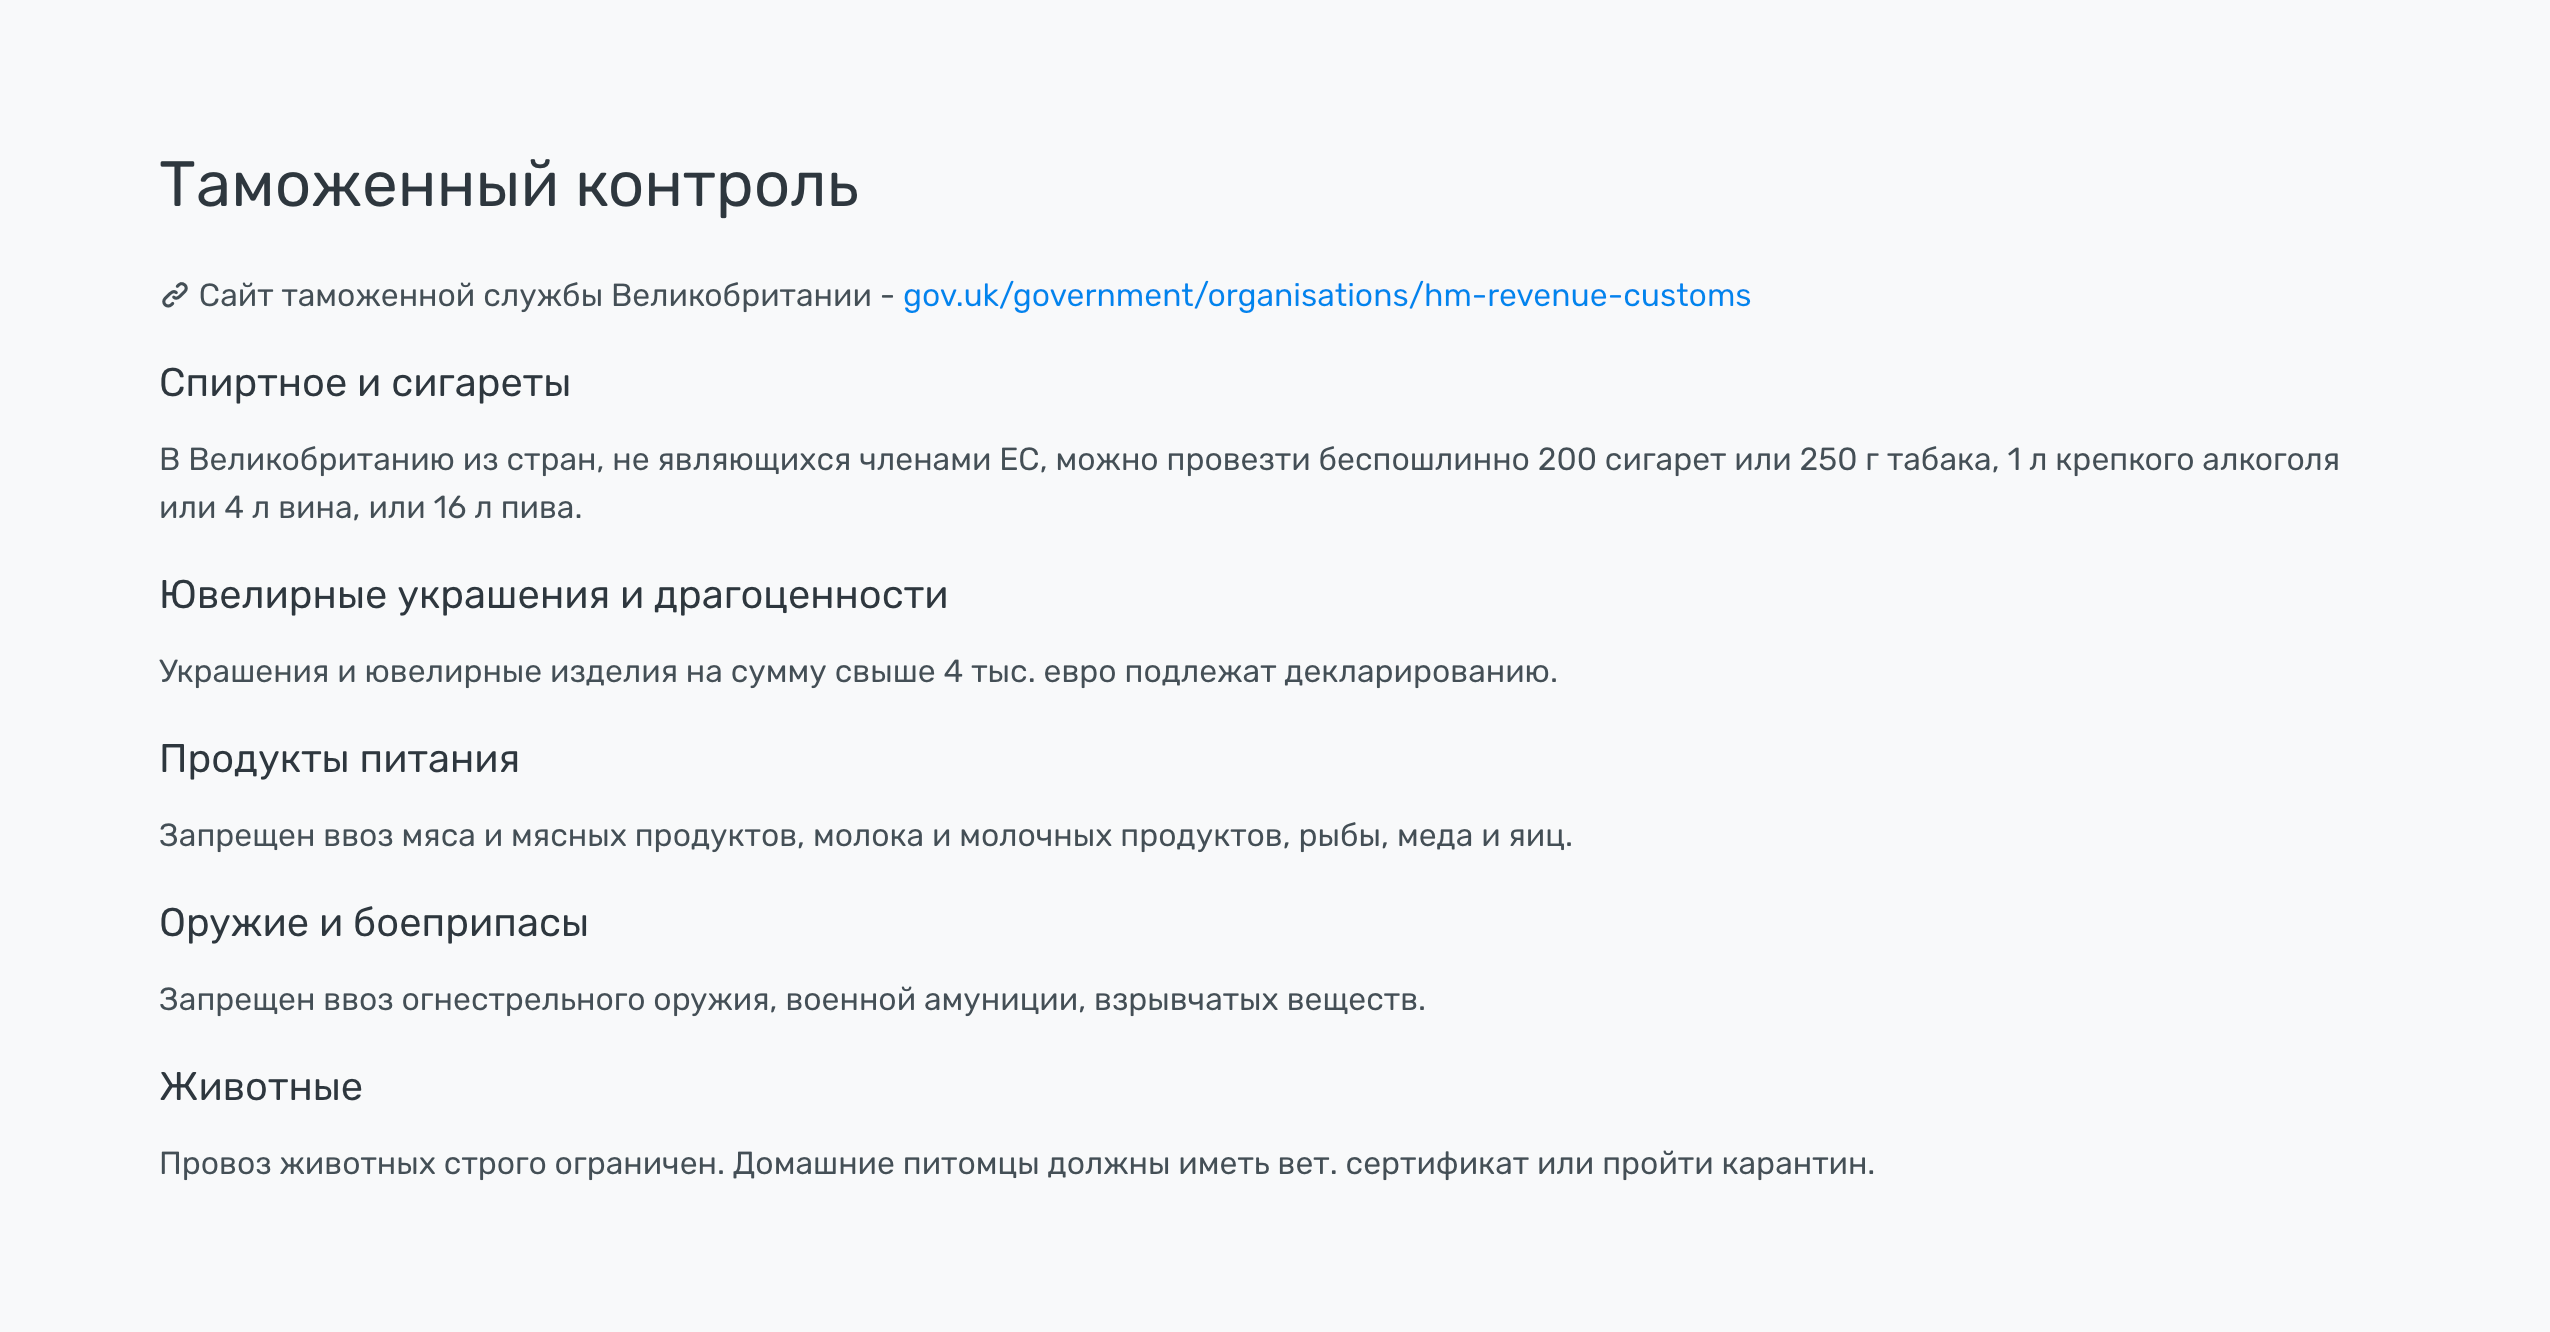 Таможенный контроль
Сайт таможенной службы Великобритании - gov.uk/government/organisations/hm-revenue-customs
Спиртное и сигареты
В Великобританию из стран, не являющихся членами ЕС, можно провезти беспошлинно 200 сигарет или 250 г табака, 1 л крепкого алкоголя
или 4 л вина, или 16 л пива.
Ювелирные украшения и драгоценности
Украшения и ювелирные изделия на сумму свыше 4 тыс. евро подлежат декларированию.
Продукты питания
Запрещен ввоз мяса и мясных продуктов, молока и молочных продуктов, рыбы, меда и яиц.
Оружие и боеприпасы
Запрещен ввоз огнестрельного оружия, военной амуниции, взрывчатых веществ.
Животные
Провоз животных строго ограничен. Домашние питомцы должны иметь вет. сертификат или пройти карантин.